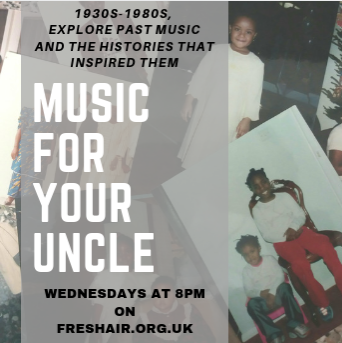 1930S-1980S,
EXPLORE PAST MUSIC
AND THE HISTORIES THAT
INSPIRED THEM
MUSIC
FOR
YOUR
UNCLE
WEDNESDAYS AT 8PM
ON
FRESHAIR.ORG.UK